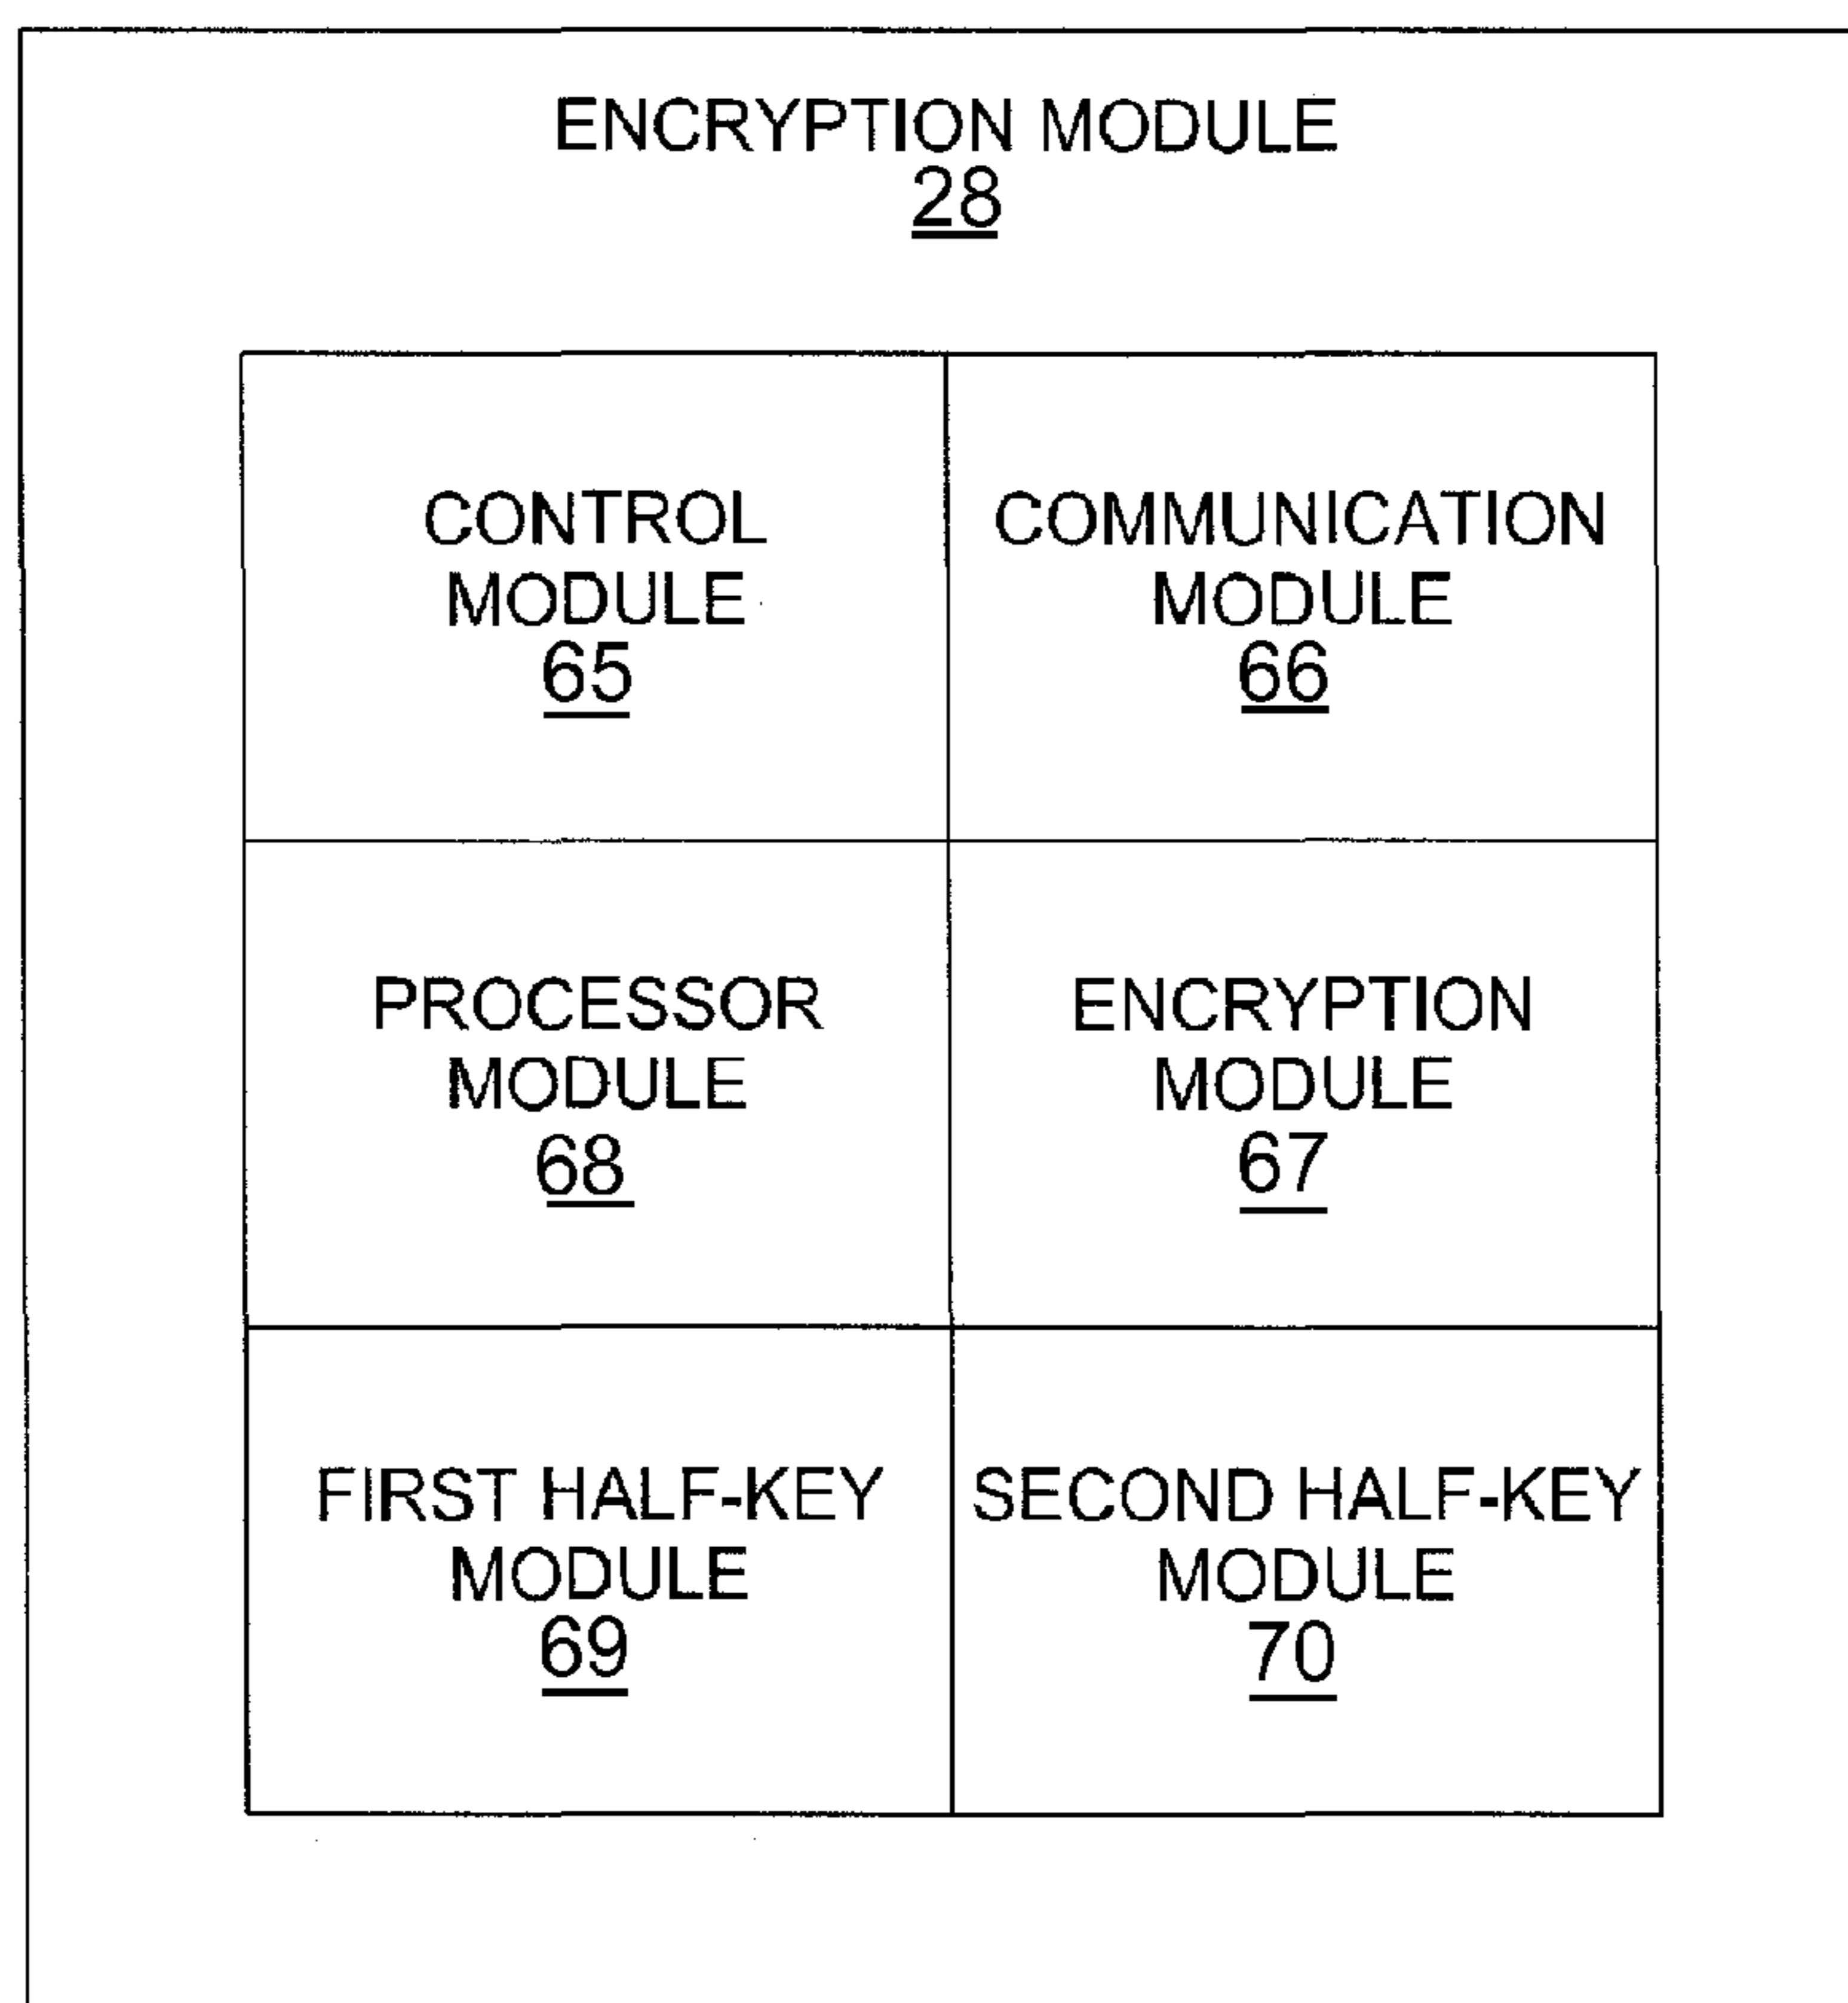 ENCRYPTION MODULE
28
CONTROL
MODULE
65
COMMUNICATION
MODULE
66
PROCESSOR
MODULE
68
ENCRYPTION
MODULE
67
FIRST HALF-KEY
MODULE
69
SECOND HALF-KEY
MODULE
70